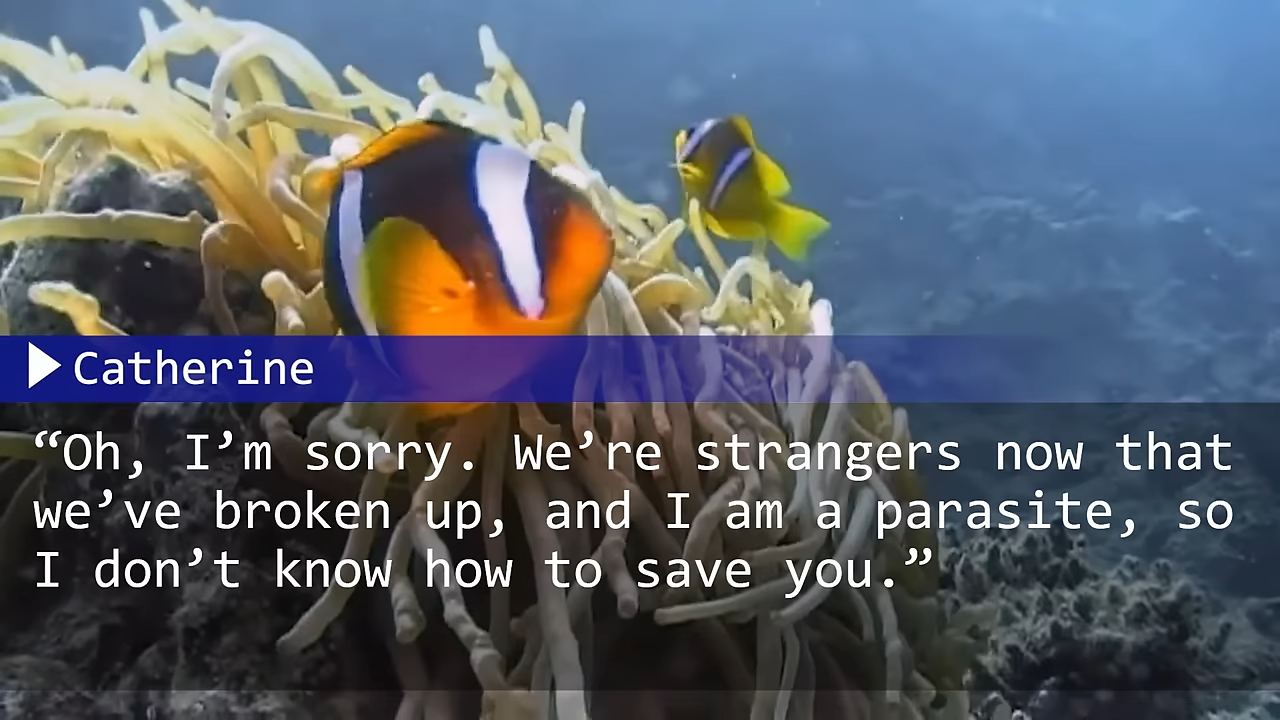 Catherine
“Oh, I’m sorry. We’re strangers now that
we’ve broken up, and I am a parasite, so
I don’t know how to save you.”